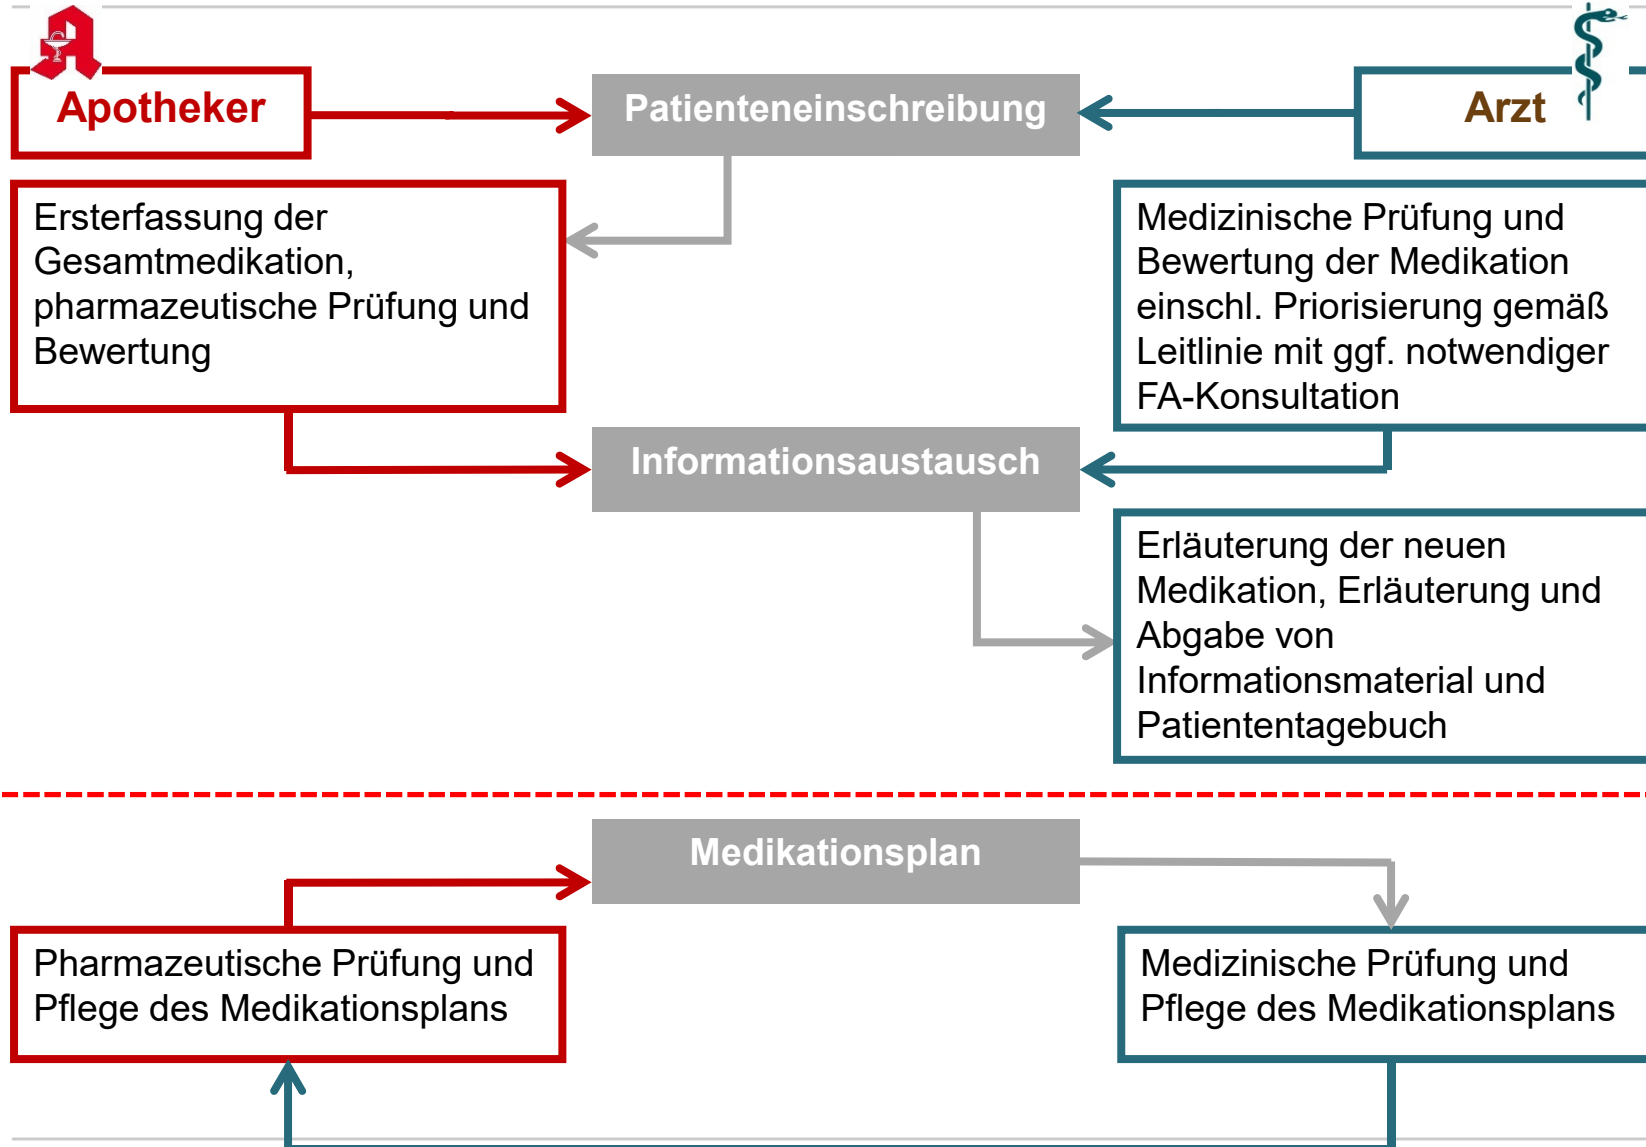 Apotheker
Patienteneinschreibung
Arzt
Ersterfassung der
Gesamtmedikation,
pharmazeutische Prüfung und
Bewertung
Medizinische Prüfung und
Bewertung der Medikation
einschl. Priorisierung gemäß
Leitlinie mit ggf. notwendiger
FA-Konsultation
Informationsaustausch
Erläuterung der neuen
Medikation, Erläuterung und
Abgabe von
Informationsmaterial und
Patiententagebuch
Medikationsplan
Pharmazeutische Prüfung und
Pflege des Medikationsplans
Medizinische Prüfung und
Pflege des Medikationsplans